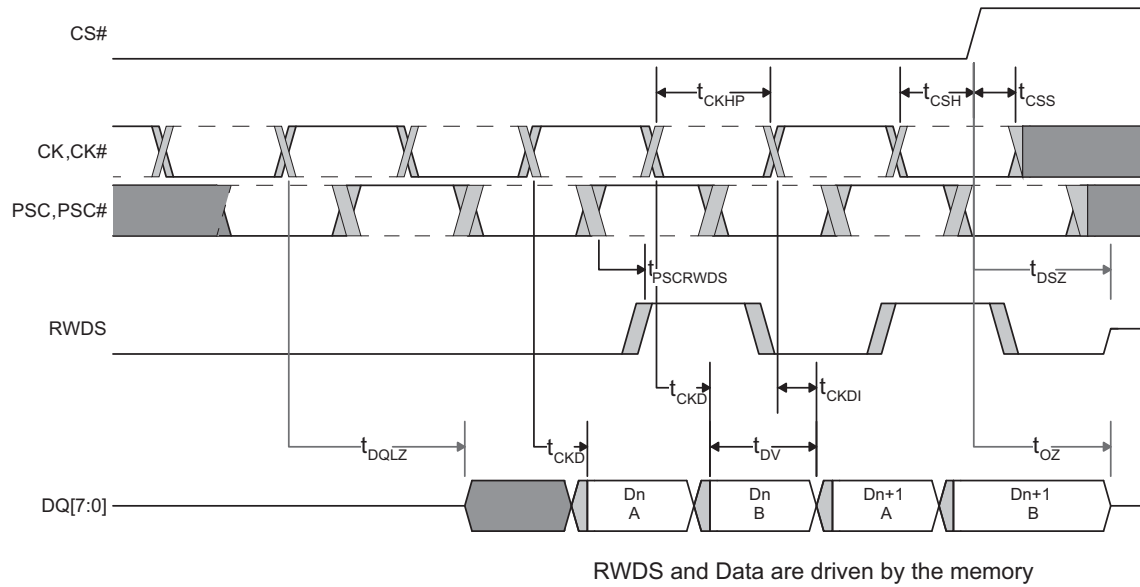 CS#
tCKHP
tCSH
tCSS
CK,CK#
PSC,PSC#
tPSCRWDS
tDSZ
RWDS
tCKD
tCKDI
tDQLZ
tCKD
tDV
tOZ
DQ[7:0]
Dn
A
Dn
B
Dn+1
A
Dn+1
B
RWDS and Data are driven by the memory